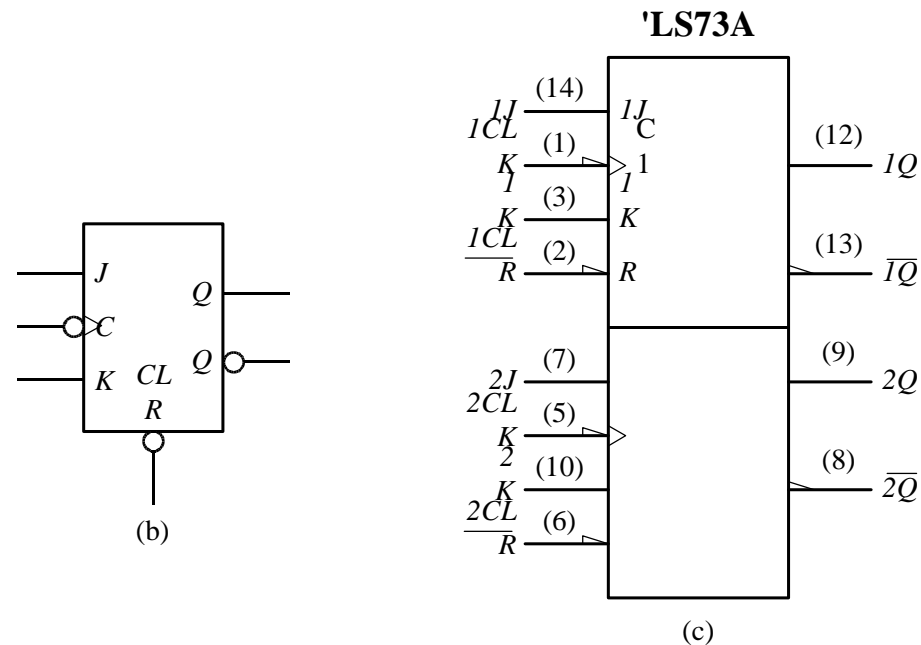 'LS73A
1J (14) 1J
1CL C
K (1) 1 (12) 1Q
1 1
K (3) K
1CL
R (2) R (13) 1Q
J Q
C
K CL Q
R
(b)
2J (7) (9) 2Q
2CL
K (5)
2
K (10) (8) 2Q
2CL
R (6)
(c)